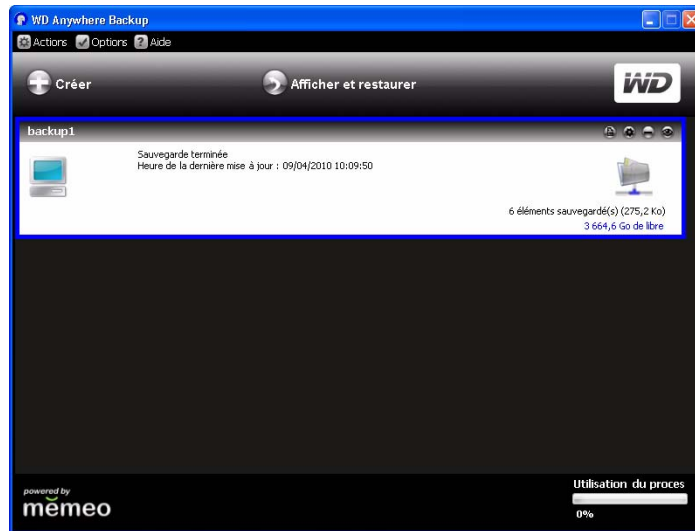 WD Anywhere Backup
Actions Options ? Aide
Créer
Afficher et restaurer
WD
backup1
Sauvegarde terminée
Heure de la dernière mise à jour : 09/04/2010 10:09:50
6 éléments sauvegardé(s) (275,2 Ko)
3 664,6 Go de libre
powered by
memeo
Utilisation du proces
0%